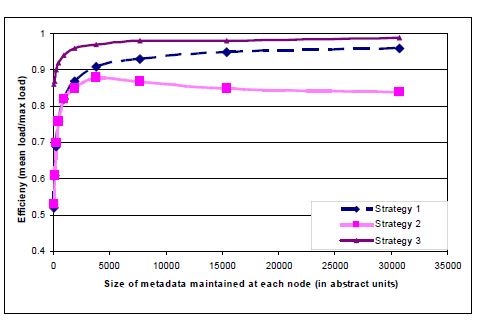 1
0.9
0.8
0.7
0.6
0.5
0.4
Efficieny (mean load/max load)
0 5000 10000 15000 20000 25000 30000 35000
Size of metadata maintained at each node (in abstract units)
Strategy 1
Strategy 2
Strategy 3